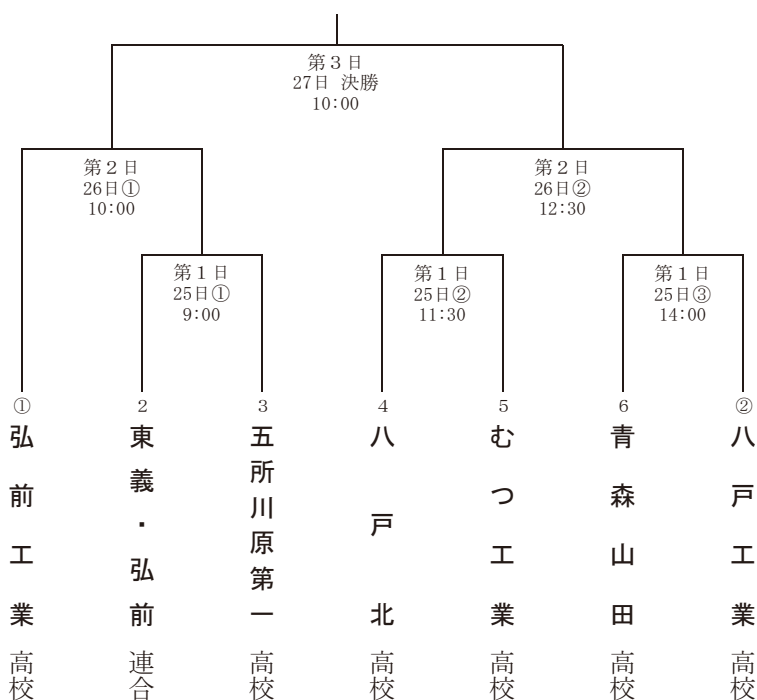 第3日
27日 決勝
10:00
第2日
26日①
10:00
第2日
26日②
12:30
第1日
25日①
9:00
第1日
25日②
11:30
第1日
25日③
14:00
①
弘前工業高校
2
東義・弘前連合
3
五所川原第一高校
4
八戸北高校
5
むつ工業高校
6
青森山田高校
②
八戸工業高校